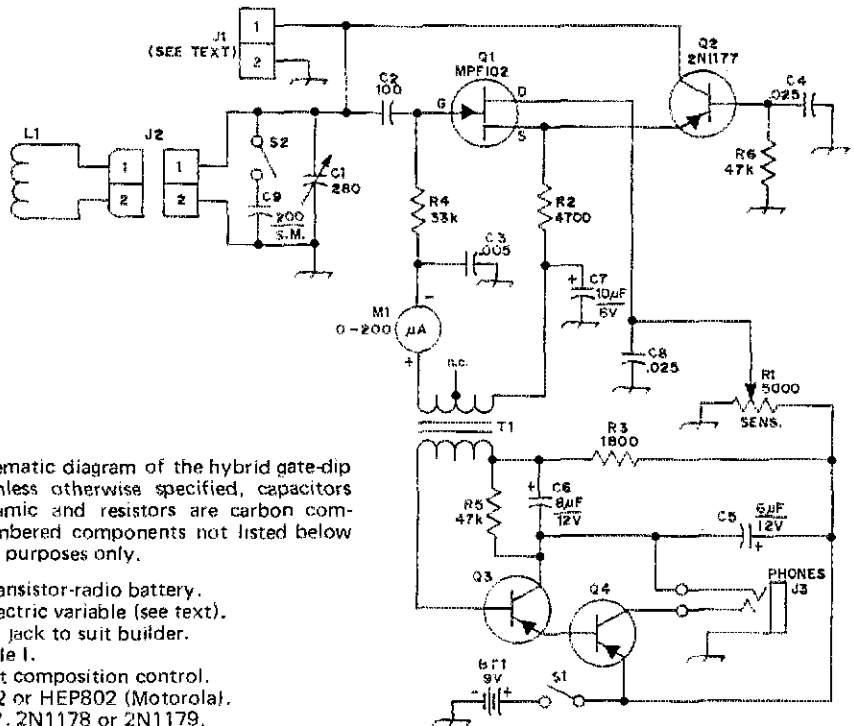 J1
(SEE TEXT)
1
2
Q1
MPF102
Q2
2N1177
C2
100
G
D
S
C4
.025
L1
J2
1
2
1
2
S2
C1
280
C9
200
S.M.
R4
33k
R2
4700
R6
47k
C3
.005
C7
10µF
6V
M1
0-200
µA
-
+
+
n.c.
C8
.025
R1
5000
SENS.
T1
R3
1800
C6
8µF
12V
+
R5
47k
C5
6µF
12V
+
Q3
Q4
PHONES
J3
BT1
9V
+
S1
ematic diagram of the hybrid gate-dip
nless otherwise specified, capacitors
amic and resistors are carbon com-
nbered components not listed below
purposes only.
ansistor-radio battery.
ectric variable (see text).
jack to suit builder.
le I.
t composition control.
2 or HEP802 (Motorola).
2N1178 or 2N1179.